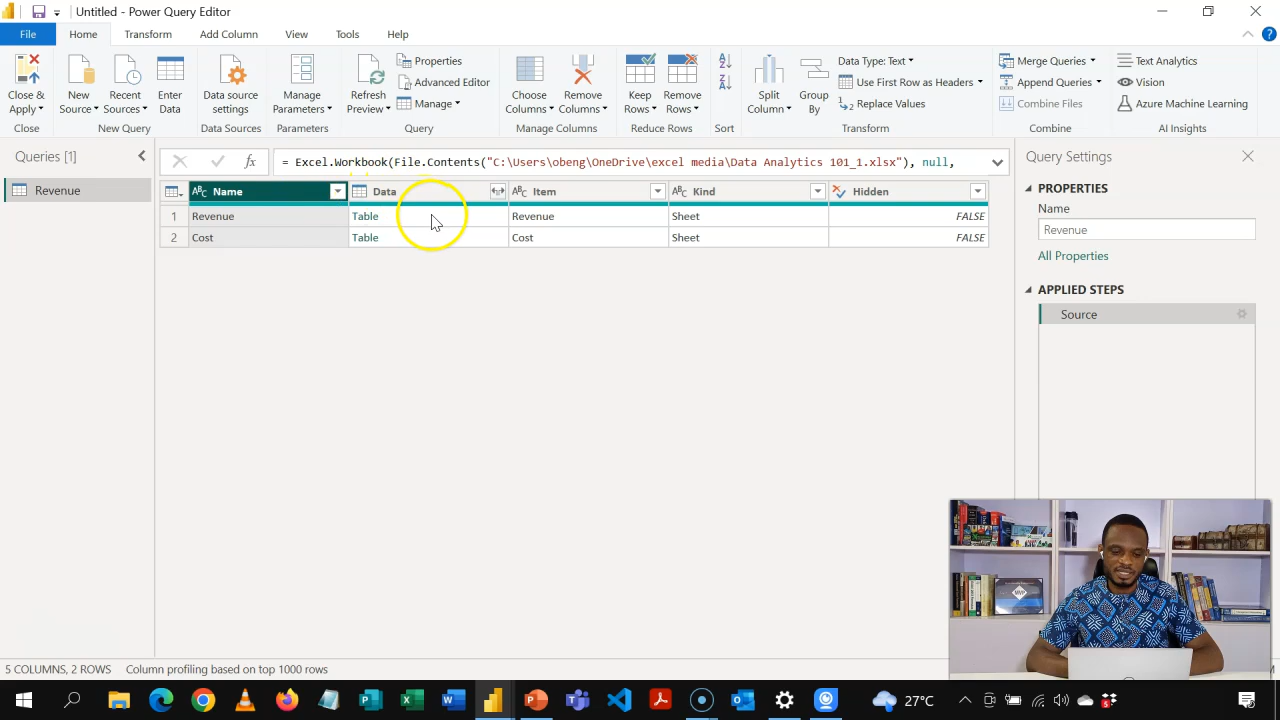 Untitled - Power Query Editor
File Home Transform Add Column View Tools Help
Close & Apply
New Source
Recent Sources
Enter Data
Data source settings
Manage Parameters
Refresh Preview
Properties
Advanced Editor
Manage
Choose Columns
Remove Columns
Keep Rows
Remove Rows
Split Column
Group By
Data Type: Text
Use First Row as Headers
Replace Values
Merge Queries
Append Queries
Combine Files
Text Analytics
Vision
Azure Machine Learning
Close New Query Data Sources Parameters Query Manage Columns Reduce Rows Sort Transform Combine AI Insights
Queries [1]
Revenue
= Excel.Workbook(File.Contents("C:\Users\obeng\OneDrive\excel media\Data Analytics 101_1.xlsx"), null,
Name Data Item Kind Hidden
1 Revenue Table Revenue Sheet FALSE
2 Cost Table Cost Sheet FALSE
Query Settings
PROPERTIES
Name
Revenue
All Properties
APPLIED STEPS
Source
MVP
5 COLUMNS, 2 ROWS Column profiling based on top 1000 rows
27°C